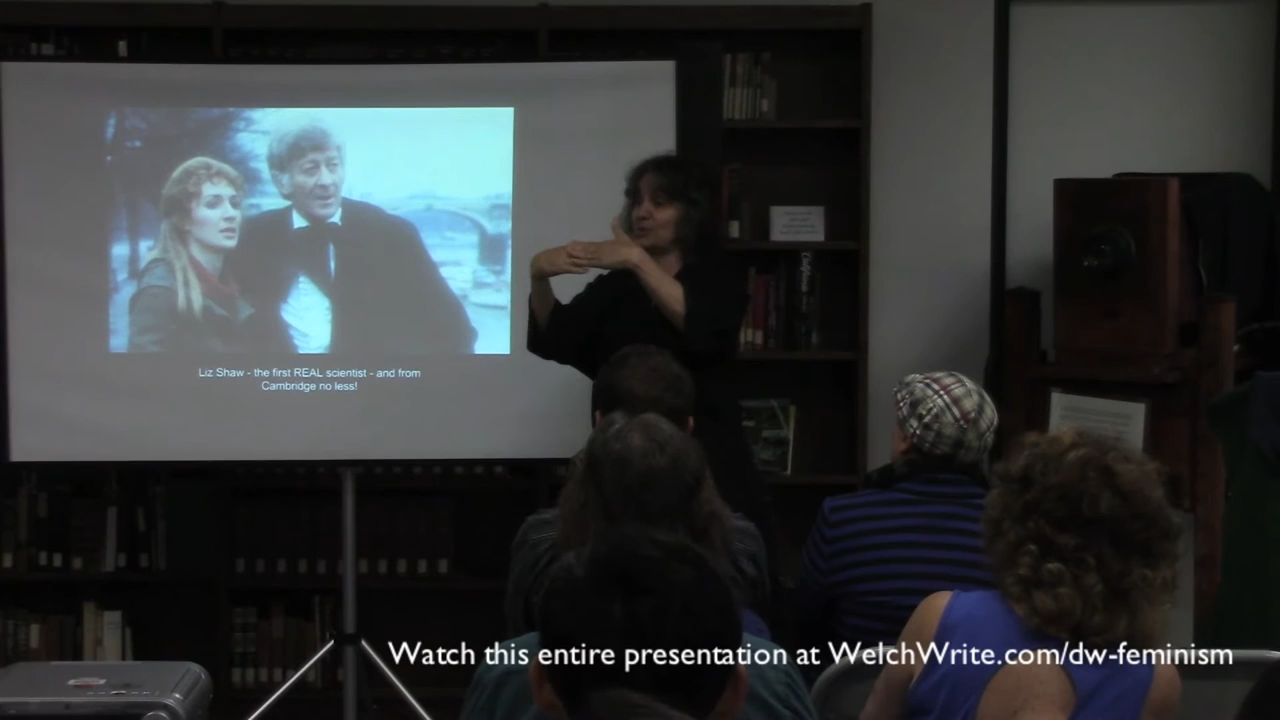 Liz Shaw - the first REAL scientist - and from
Cambridge no less!
California
Watch this entire presentation at WelchWrite.com/dw-feminism